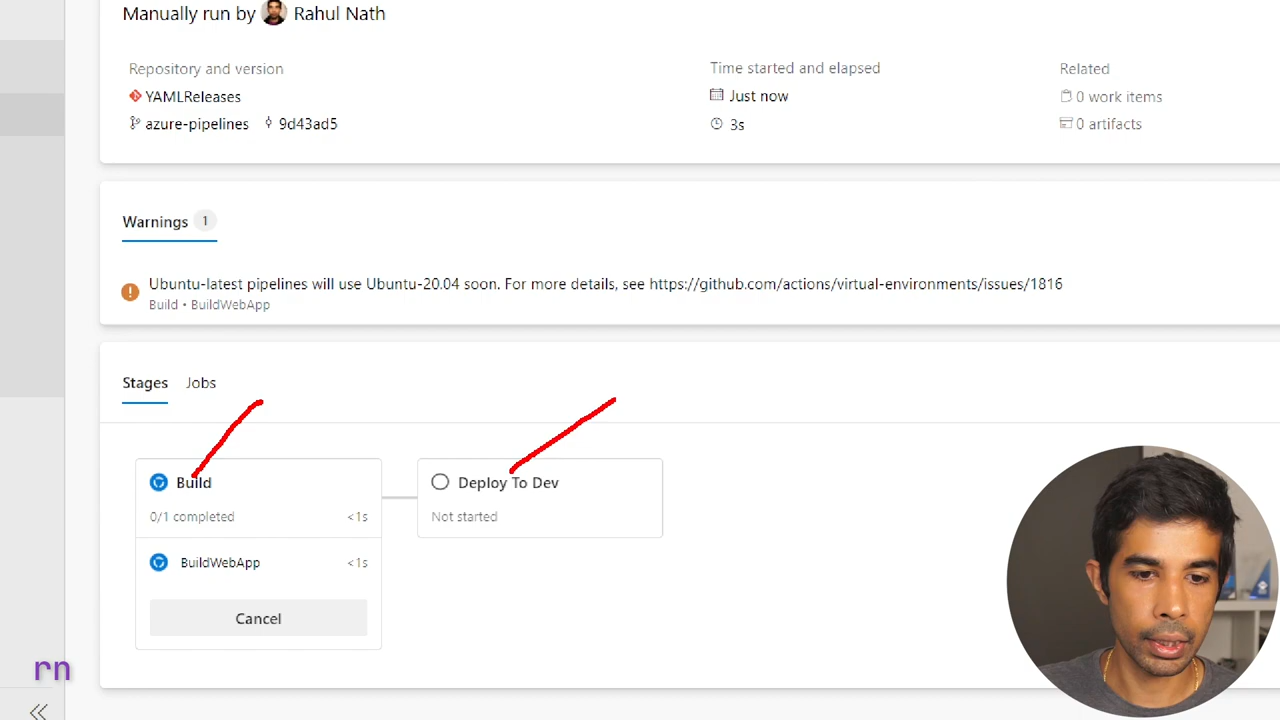 Manually run by Rahul Nath
Repository and version
YAMLReleases
azure-pipelines 9d43ad5
Time started and elapsed
Just now
3s
Related
0 work items
0 artifacts
Warnings 1
Ubuntu-latest pipelines will use Ubuntu-20.04 soon. For more details, see https://github.com/actions/virtual-environments/issues/1816
Build • BuildWebApp
Stages Jobs
Build
0/1 completed <1s
BuildWebApp <1s
Cancel
Deploy To Dev
Not started
rn